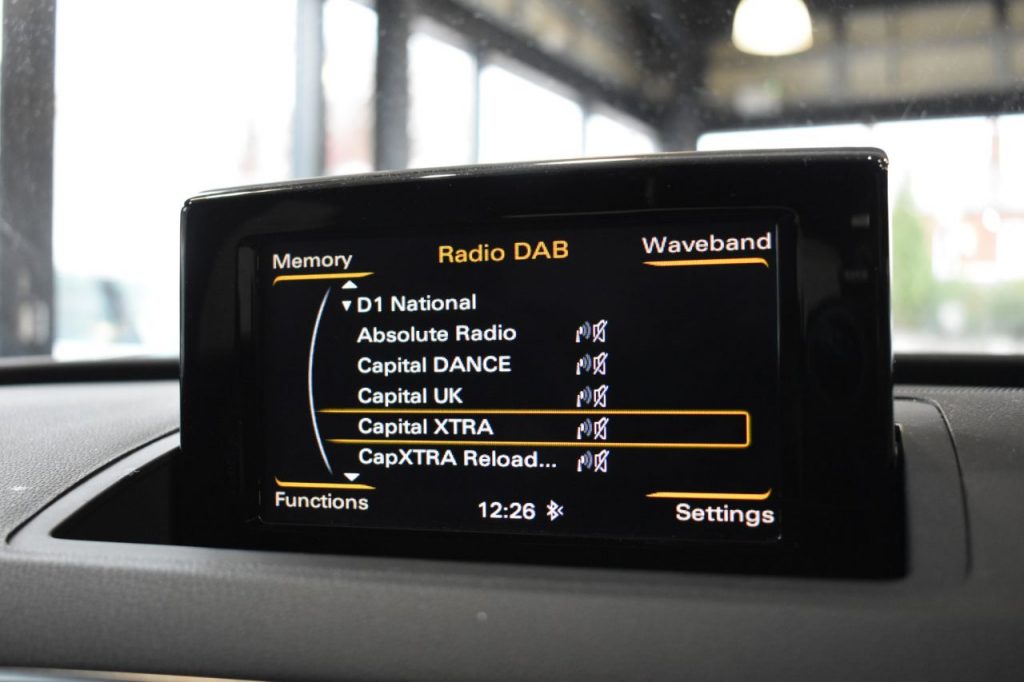 Memory
Radio DAB
Waveband
D1 National
Absolute Radio
Capital DANCE
Capital UK
Capital XTRA
CapXTRA Reload...
Functions
12:26
Settings